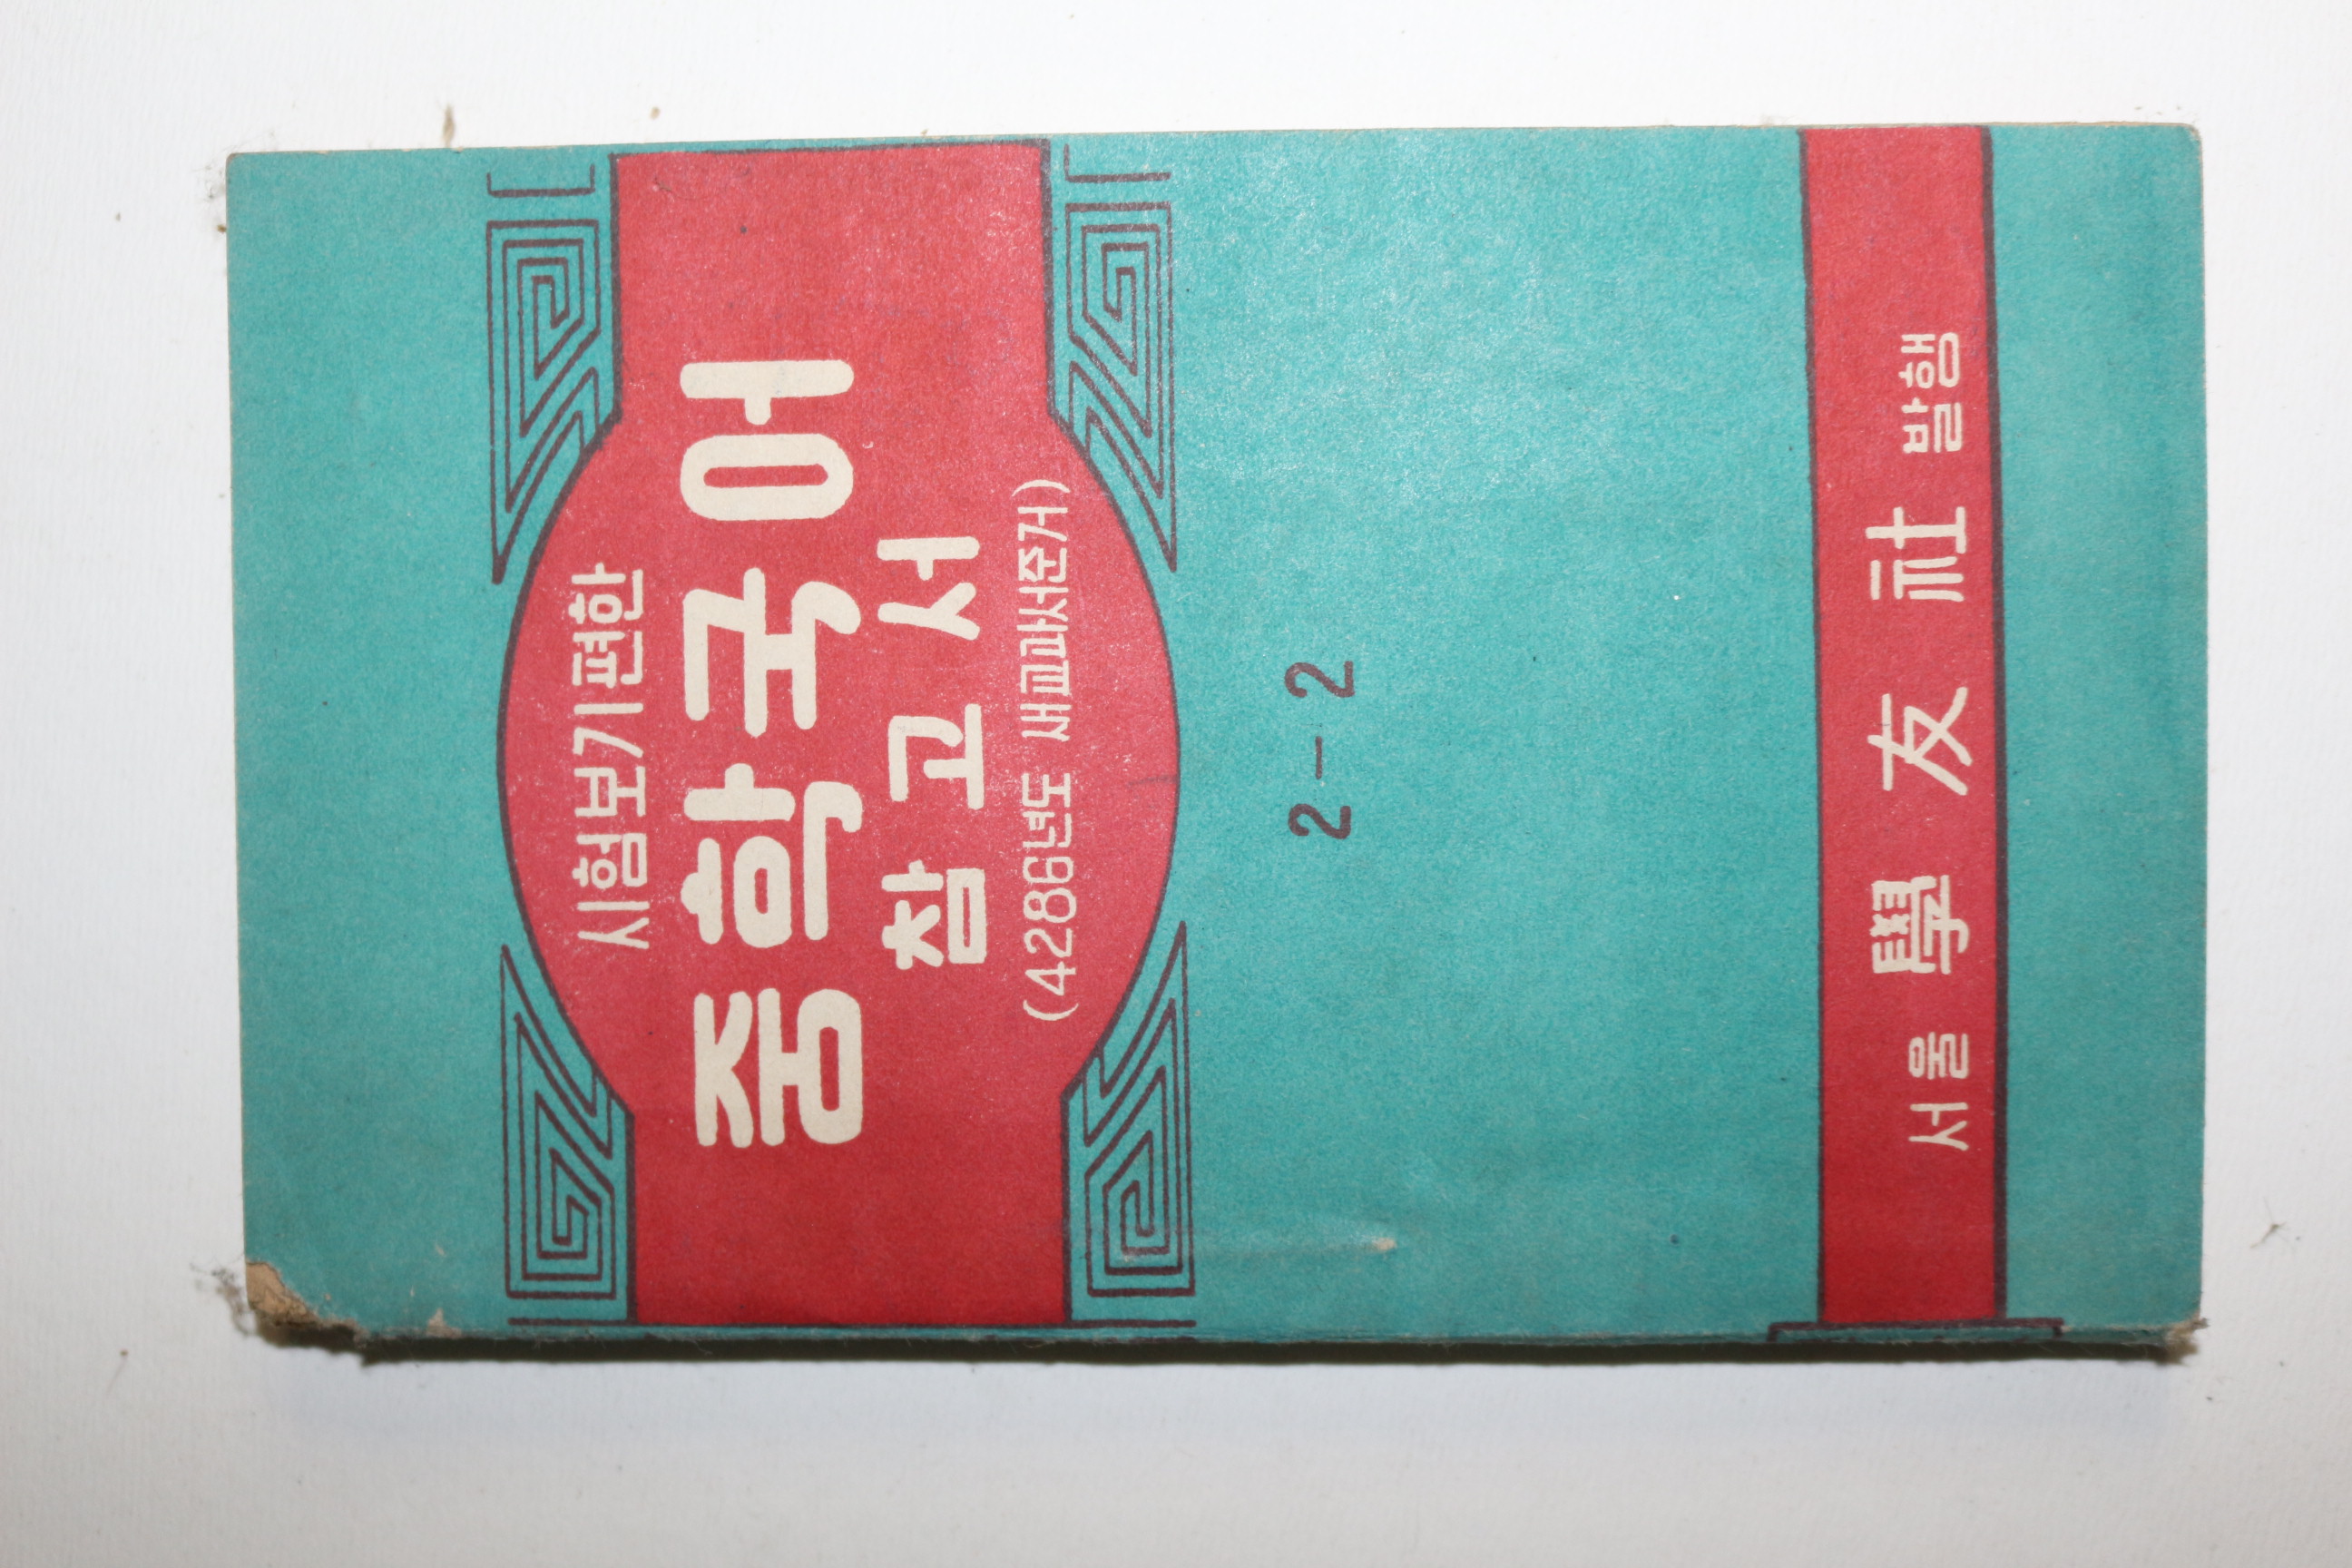 시험보기편한
중학국어
참고서
(4286년도 새교과서준거)
2-2
서울 學友社 발행